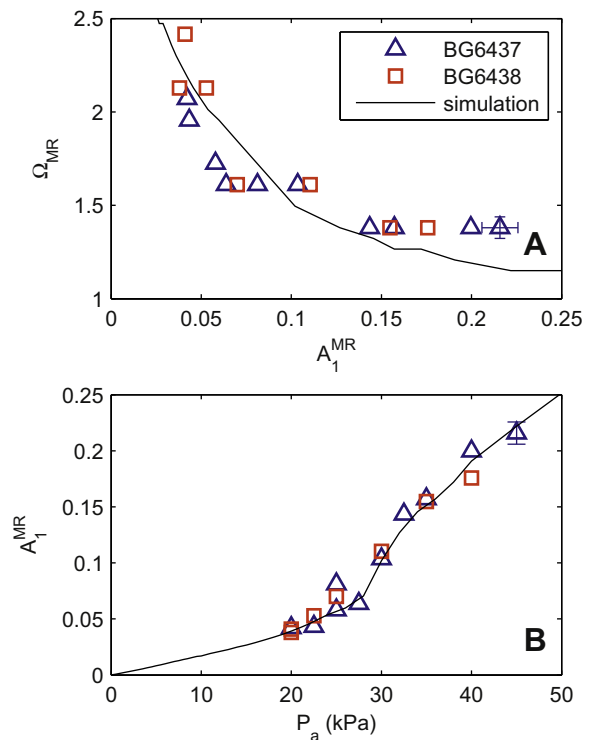 BG6437
BG6438
simulation
2.5
2
1.5
1
Ω_MR
0 0.05 0.1 0.15 0.2 0.25
A_1^MR
A
0.25
0.2
0.15
0.1
0.05
0
A_1^MR
0 10 20 30 40 50
P_a (kPa)
B